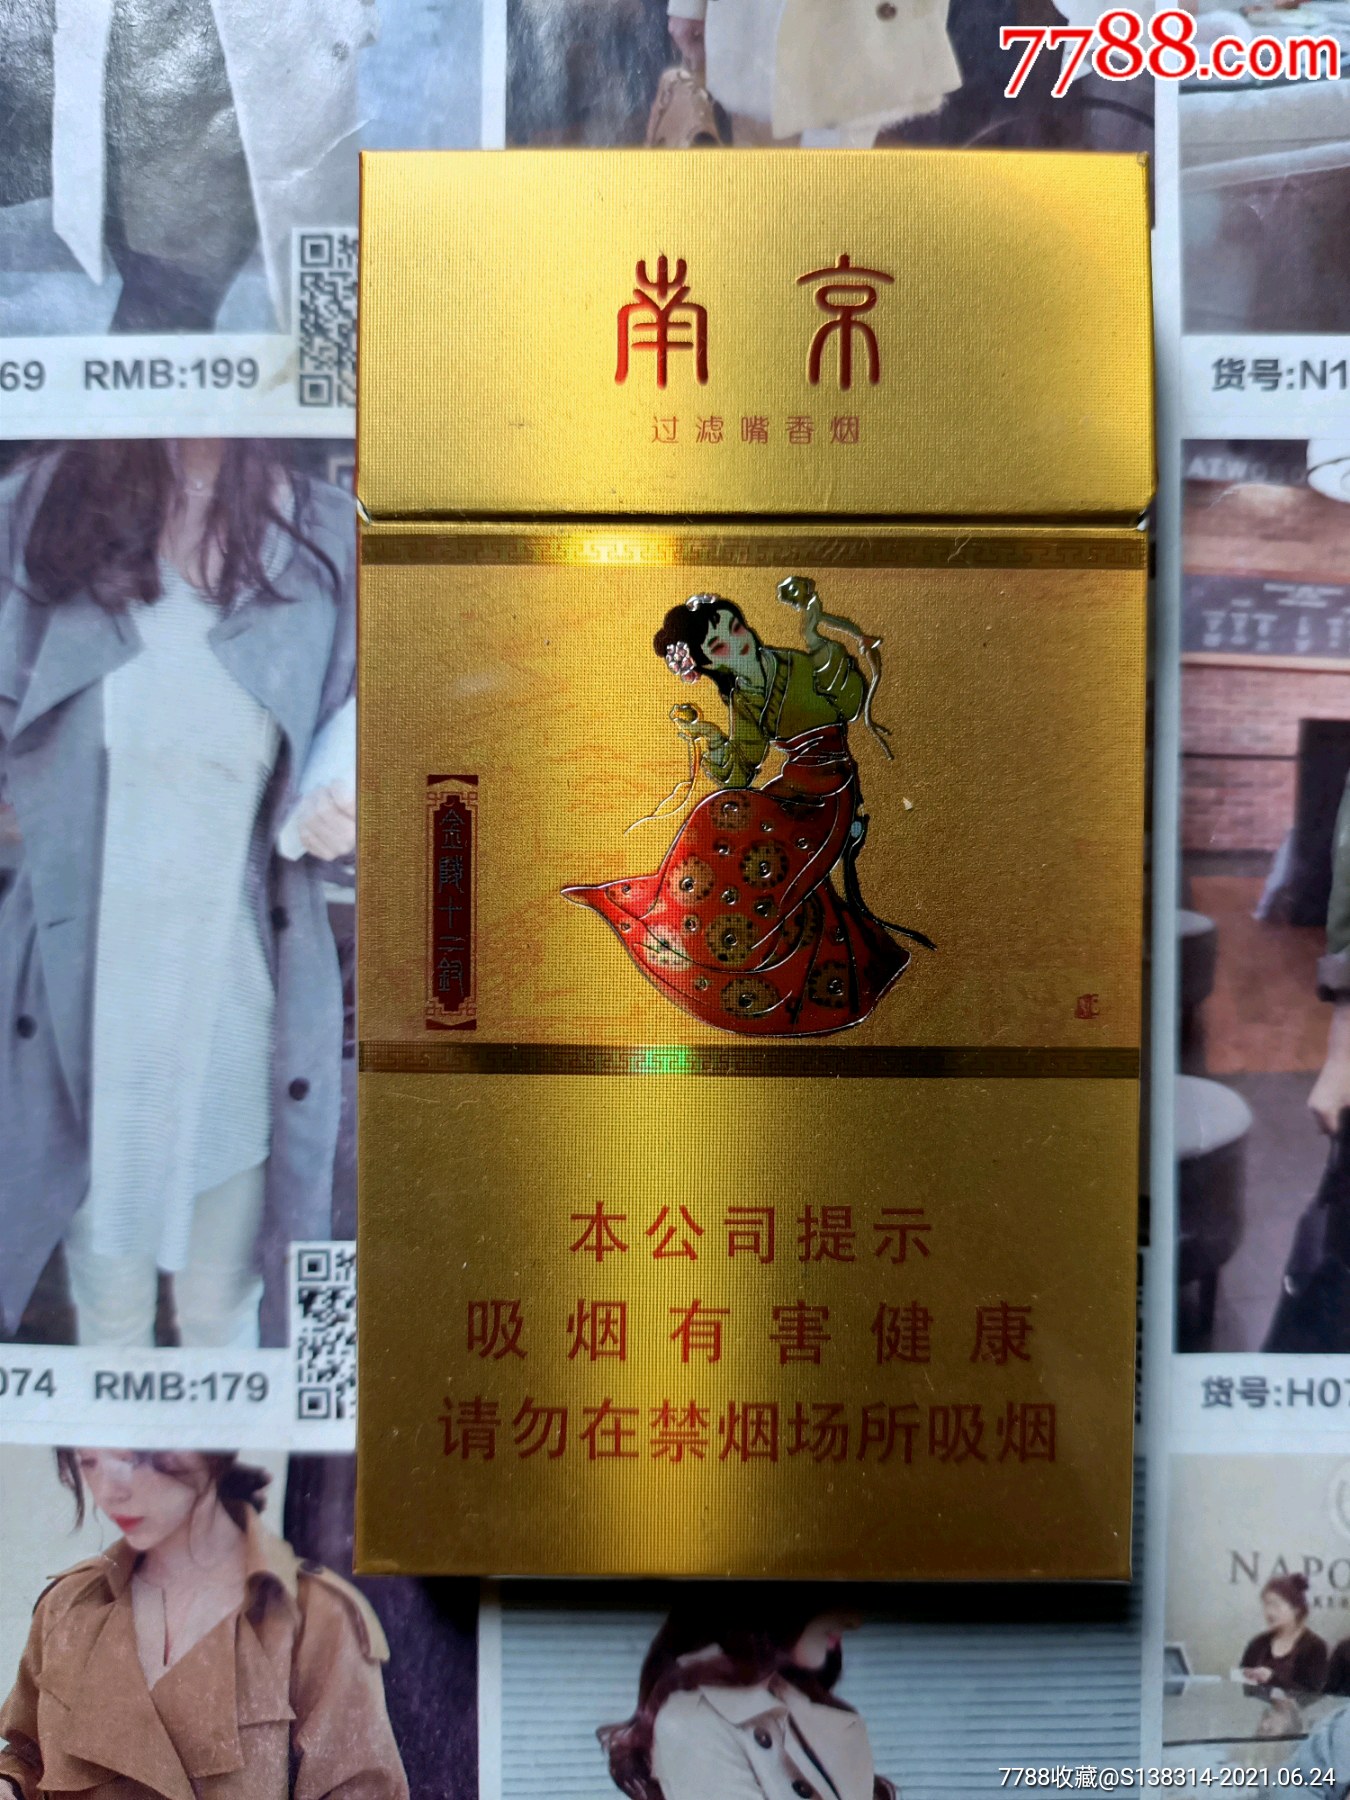 7788.com
南京
过滤嘴香烟
金陵十二钗
本公司提示
吸烟有害健康
请勿在禁烟场所吸烟
69 RMB:199
货号:N1
074 RMB:179
货号:H07
NAPO
7788收藏@S138314-2021.06.24